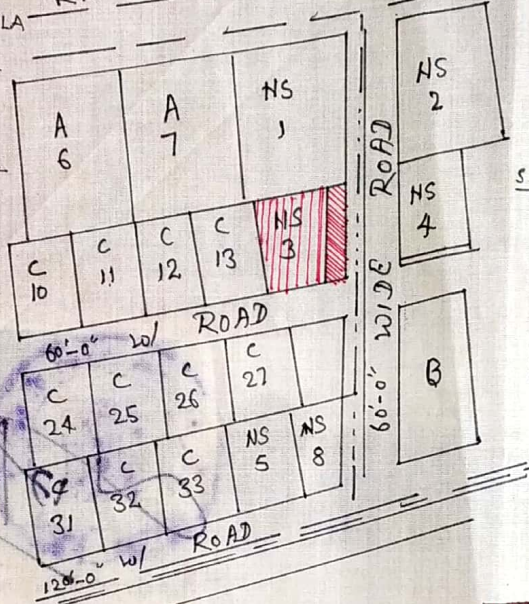 LA
A
6
A
7
NS
1
NS
2
NS
4
C
10
C
11
C
12
C
13
NS
3
60'-0" WIDE ROAD
60'-0" W/ ROAD
C
24
C
25
C
26
C
27
B
C
31
C
32
C
33
NS
5
NS
8
120'-0" W/ ROAD
S